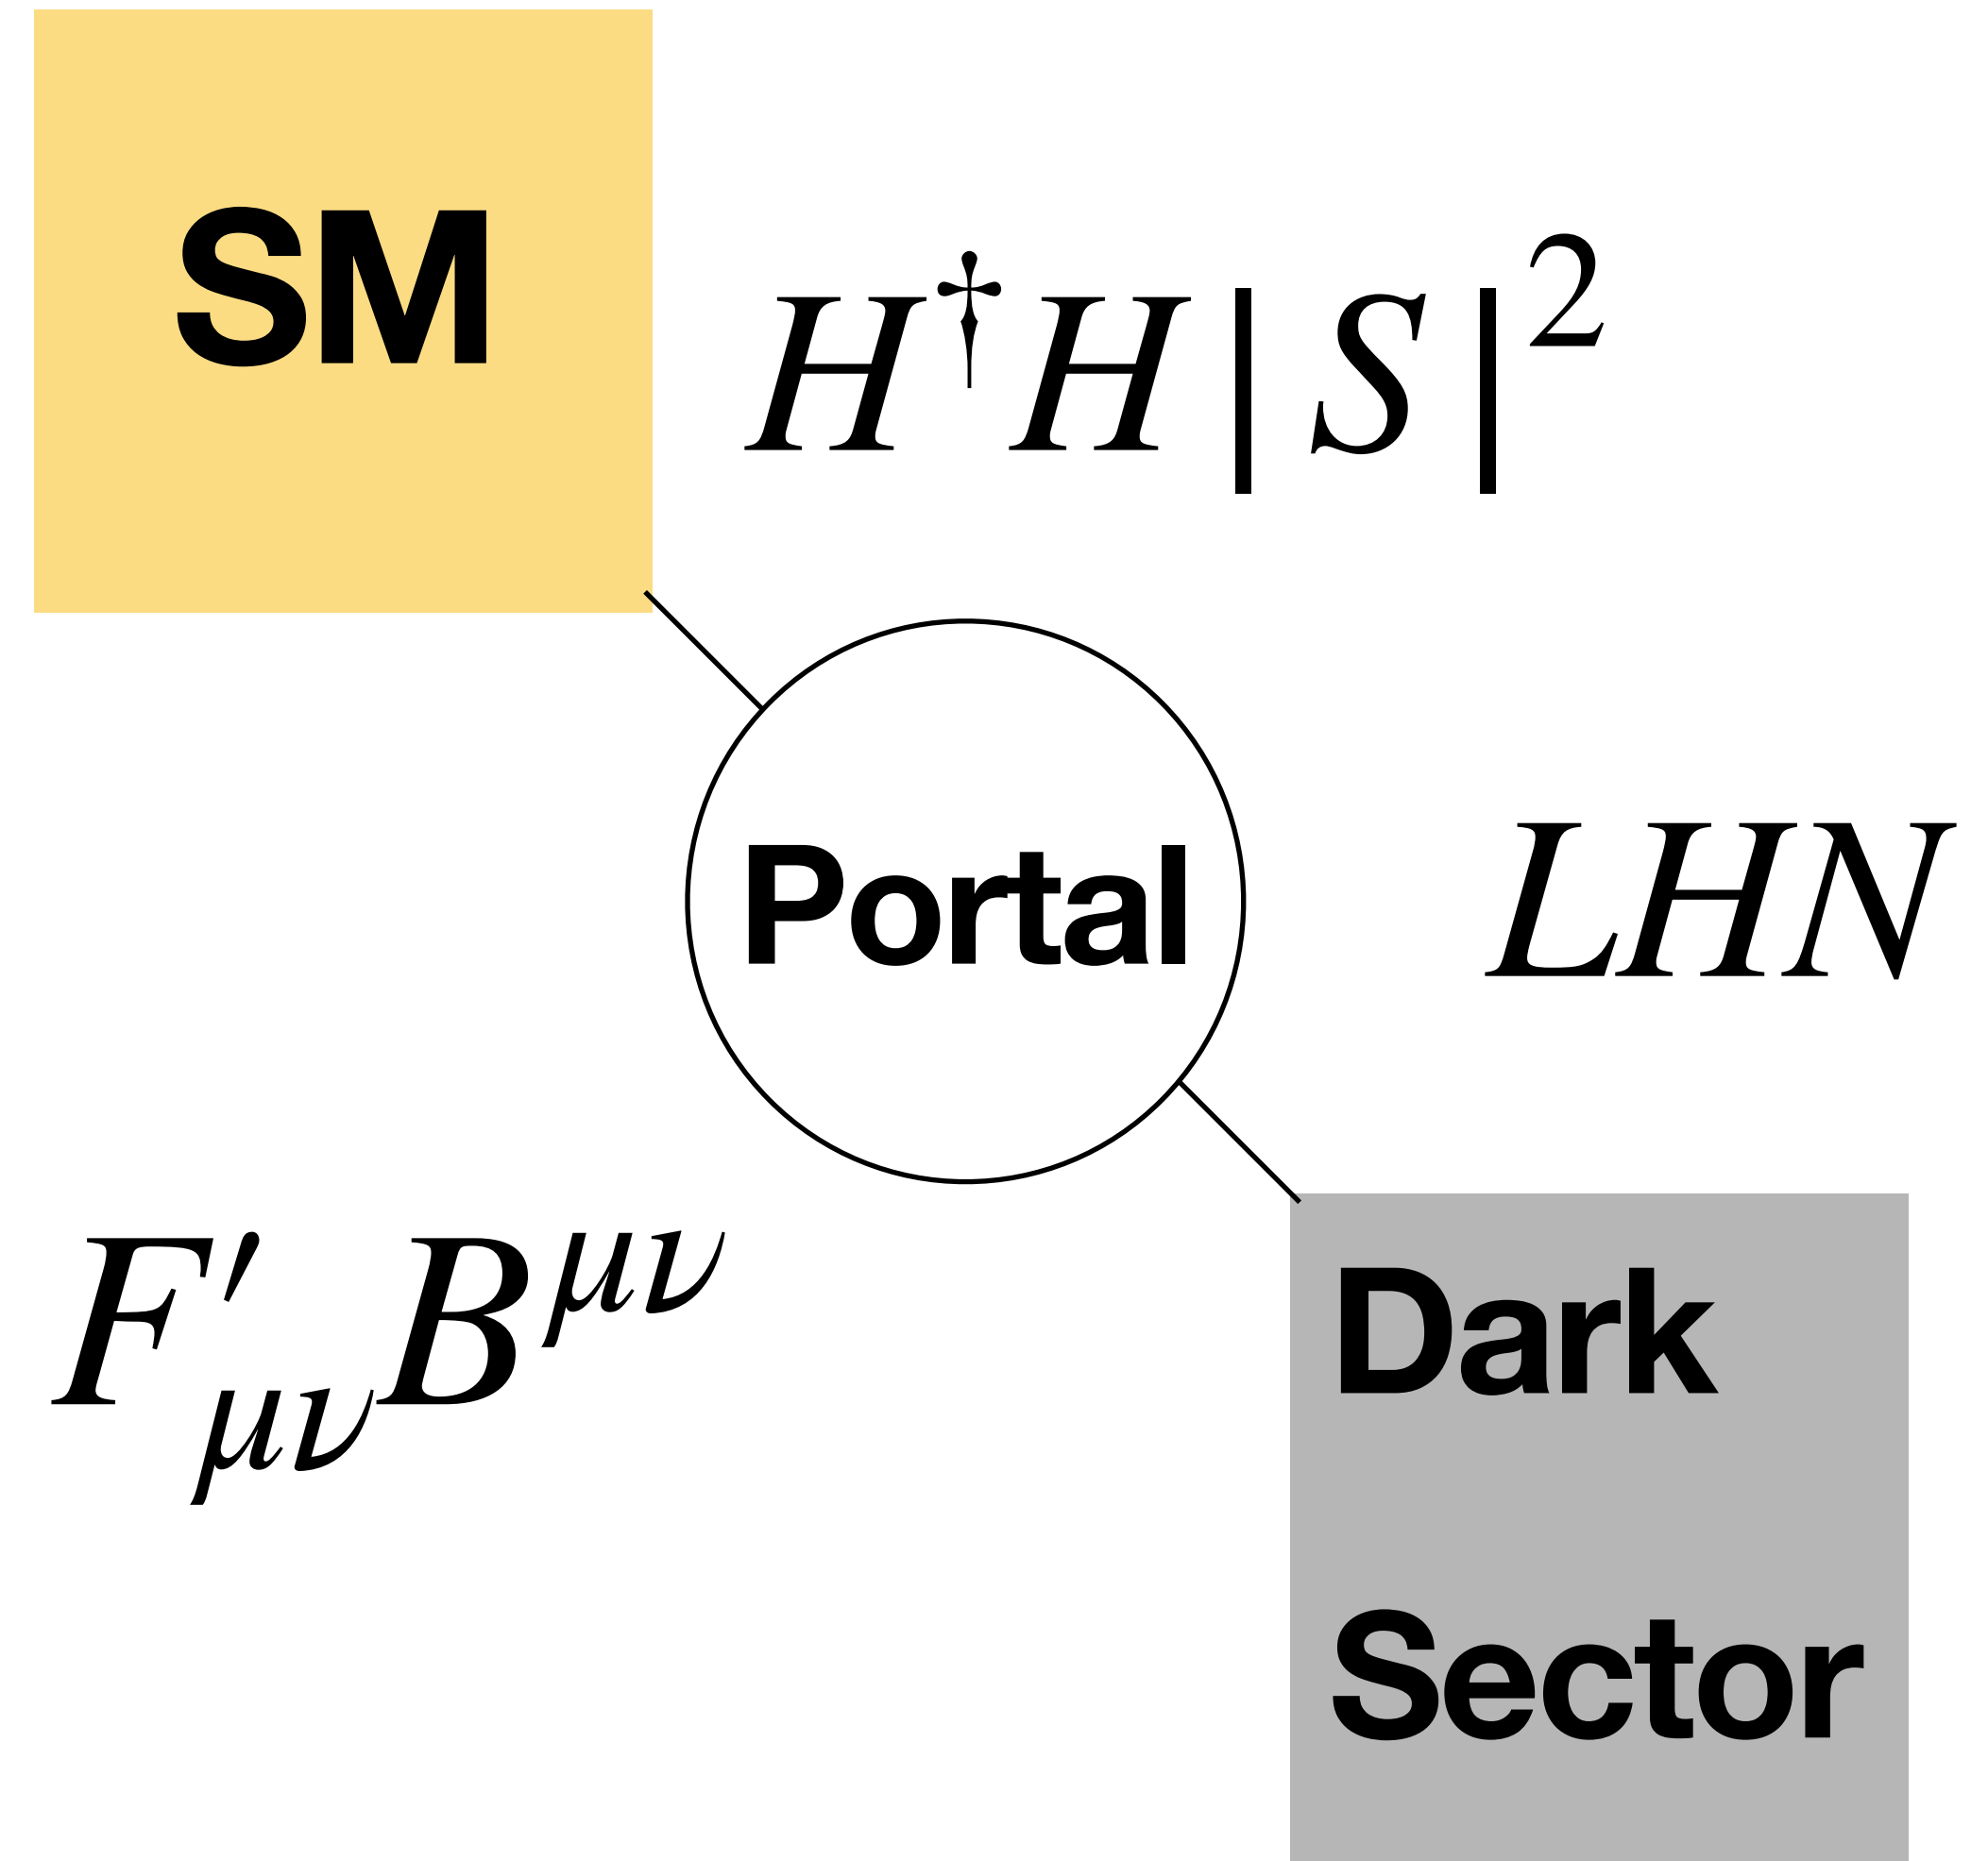 SM
H†H|S|²
Portal
LHN
F′μνBμν
Dark
Sector